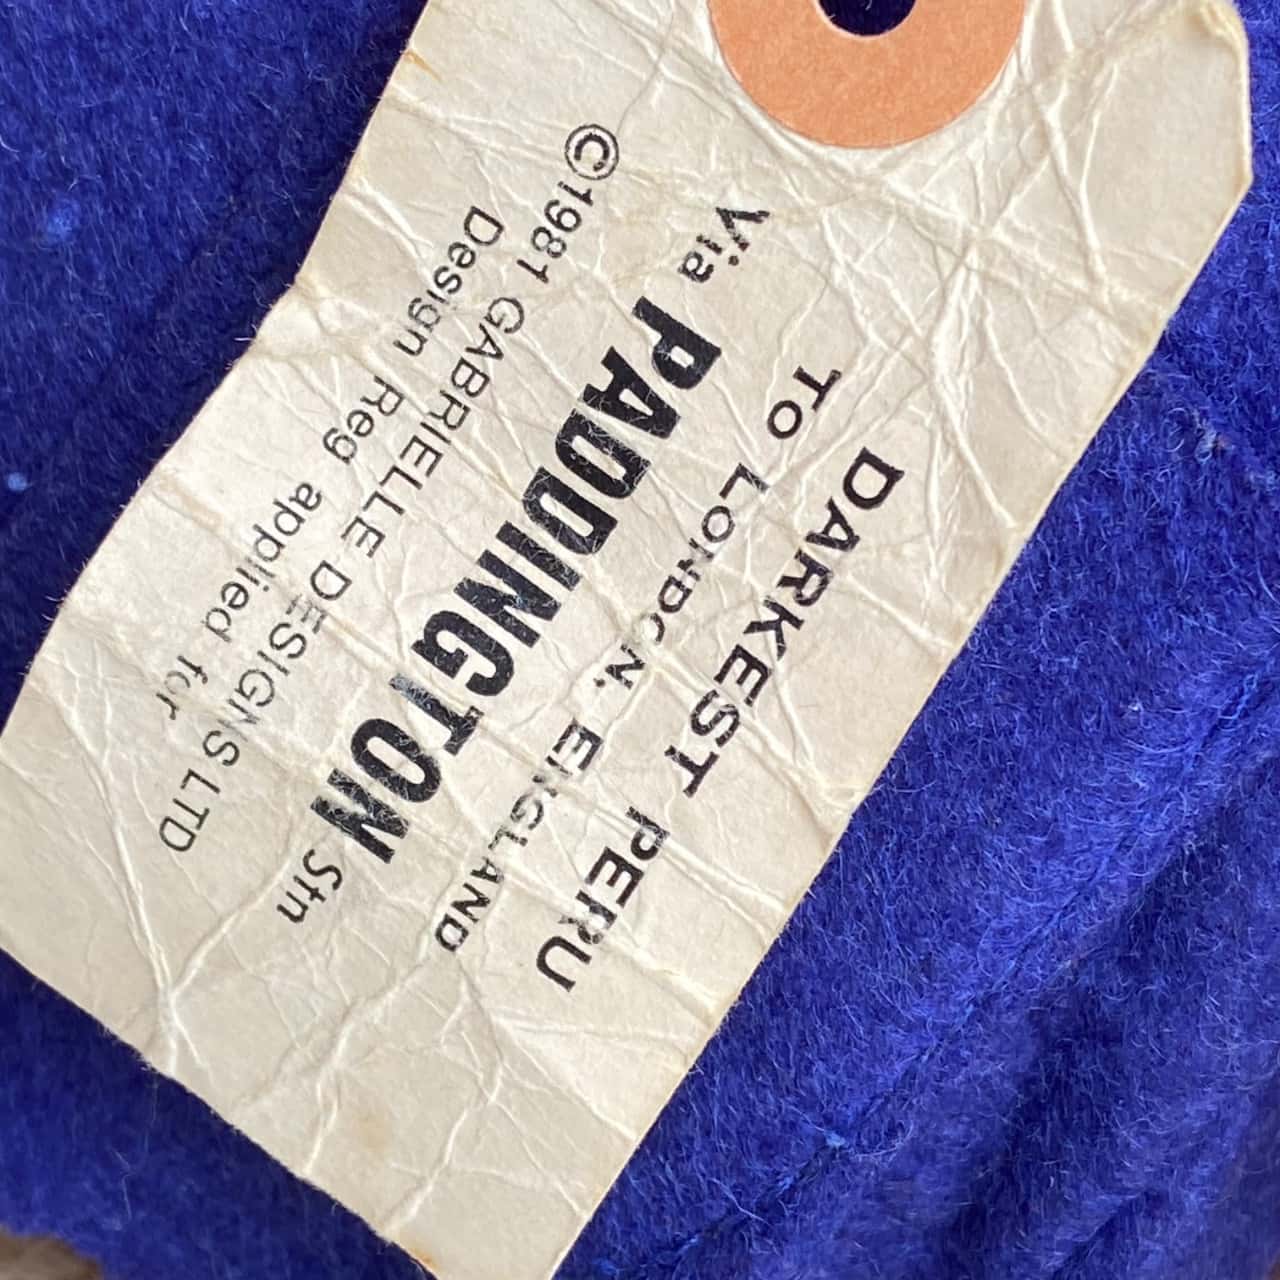 DARKEST PERU
TO LONDON, ENGLAND
Via PADDINGTON Stn
©1981 GABRIELLE DESIGNS LTD
Design Reg applied for